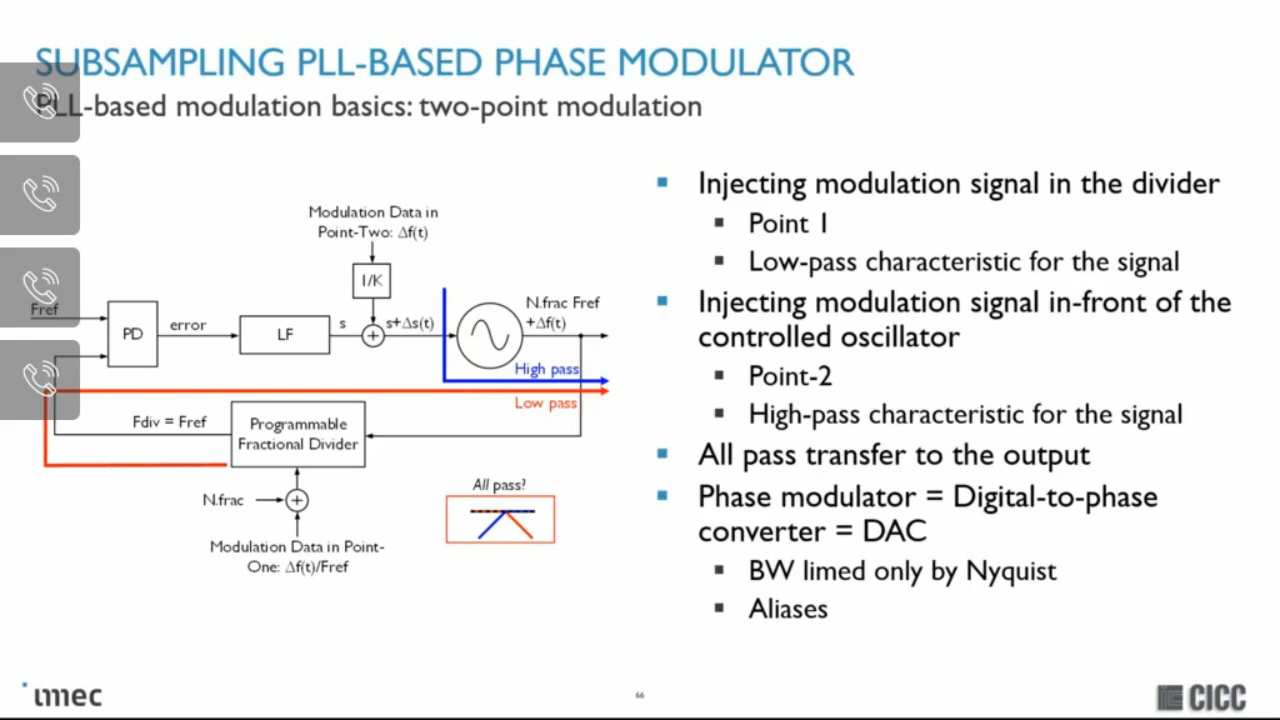 SUBSAMPLING PLL-BASED PHASE MODULATOR
PLL-based modulation basics: two-point modulation
Modulation Data in
Point-Two: Δf(t)
1/K
Fref
PD
error
LF
s
s+Δs(t)
N.frac Fref
+Δf(t)
High pass
Low pass
Fdiv = Fref
Programmable
Fractional Divider
N.frac
Modulation Data in Point-
One: Δf(t)/Fref
All pass?
Injecting modulation signal in the divider
Point 1
Low-pass characteristic for the signal
Injecting modulation signal in-front of the
controlled oscillator
Point-2
High-pass characteristic for the signal
All pass transfer to the output
Phase modulator = Digital-to-phase
converter = DAC
BW limed only by Nyquist
Aliases
imec
66
CICC